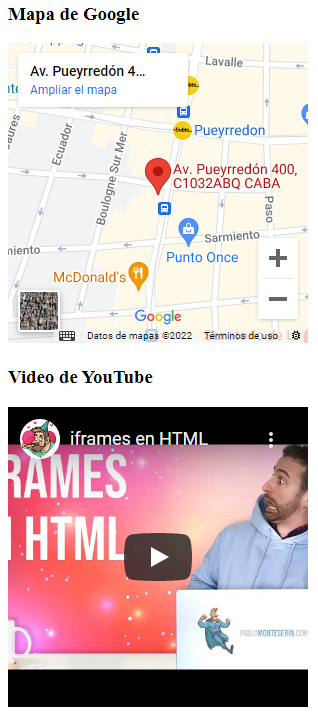 Mapa de Google
Lavalle
Av. Pueyrredón 4...
Ampliar el mapa
Subte
Pueyrredon
Ecuador
Boulogne Sur Mer
Av. Pueyrredón 400,
C1032ABQ CABA
Paso
Sarmiento
Punto Once
McDonald's
Google
Datos de mapas ©2022
Términos de uso
Video de YouTube
iframes en HTML
FRAMES
N HTML
PABLOMONTESERIN.COM